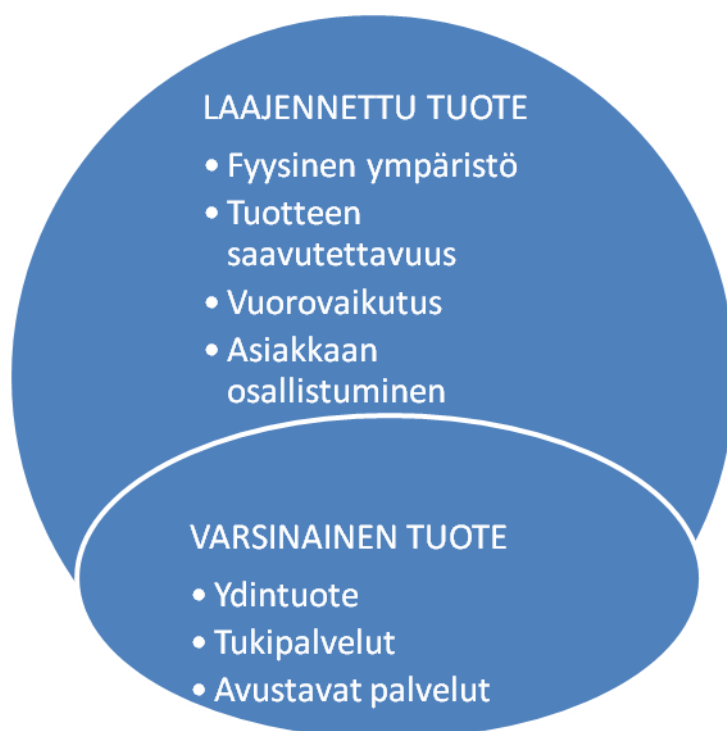 LAAJENNETTU TUOTE
• Fyysinen ympäristö
• Tuotteen
saavutettavuus
• Vuorovaikutus
• Asiakkaan
osallistuminen
VARSINAINEN TUOTE
• Ydintuote
• Tukipalvelut
• Avustavat palvelut